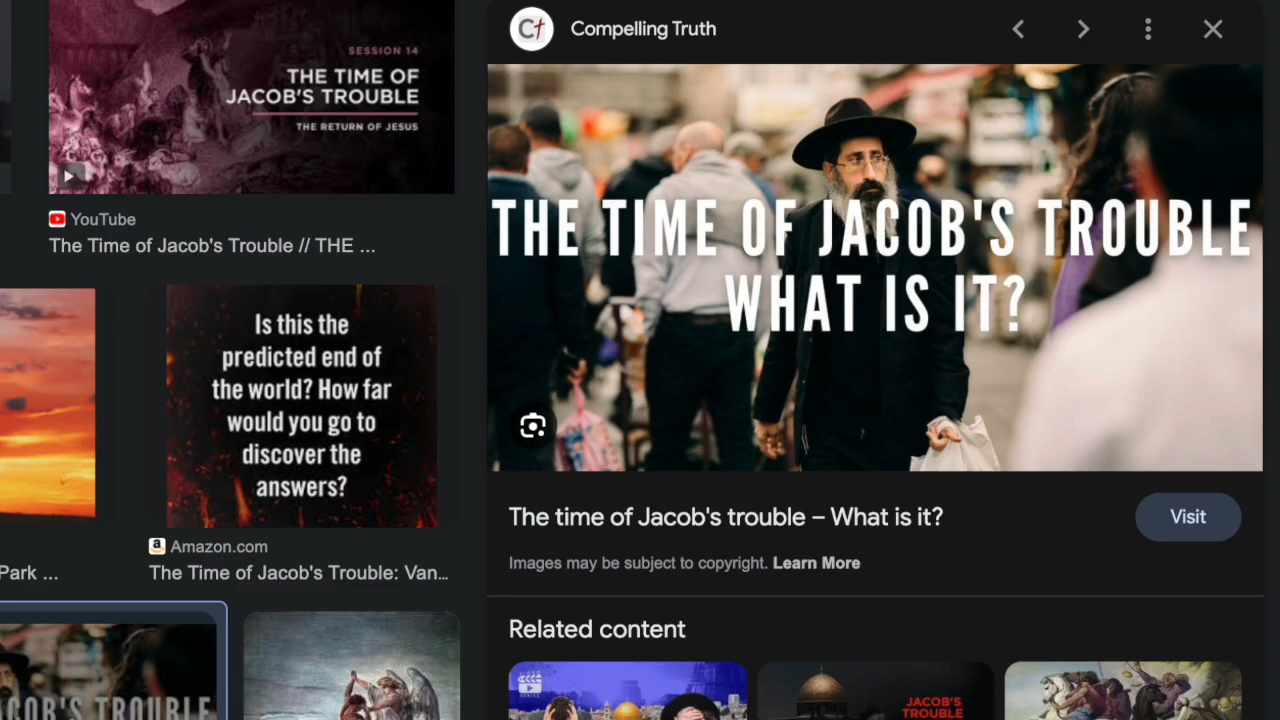 SESSION 14
THE TIME OF
JACOB'S TROUBLE
THE RETURN OF JESUS
YouTube
The Time of Jacob's Trouble // THE ...
Is this the
predicted end of
the world? How far
would you go to
discover the
answers?
Amazon.com
Park ...
The Time of Jacob's Trouble: Van...
COB'S TROUBLE
Ct
Compelling Truth
THE TIME OF JACOB'S TROUBLE
WHAT IS IT?
The time of Jacob's trouble – What is it?
Visit
Images may be subject to copyright. Learn More
Related content
SERIES
JACOB'S
TROUBLE